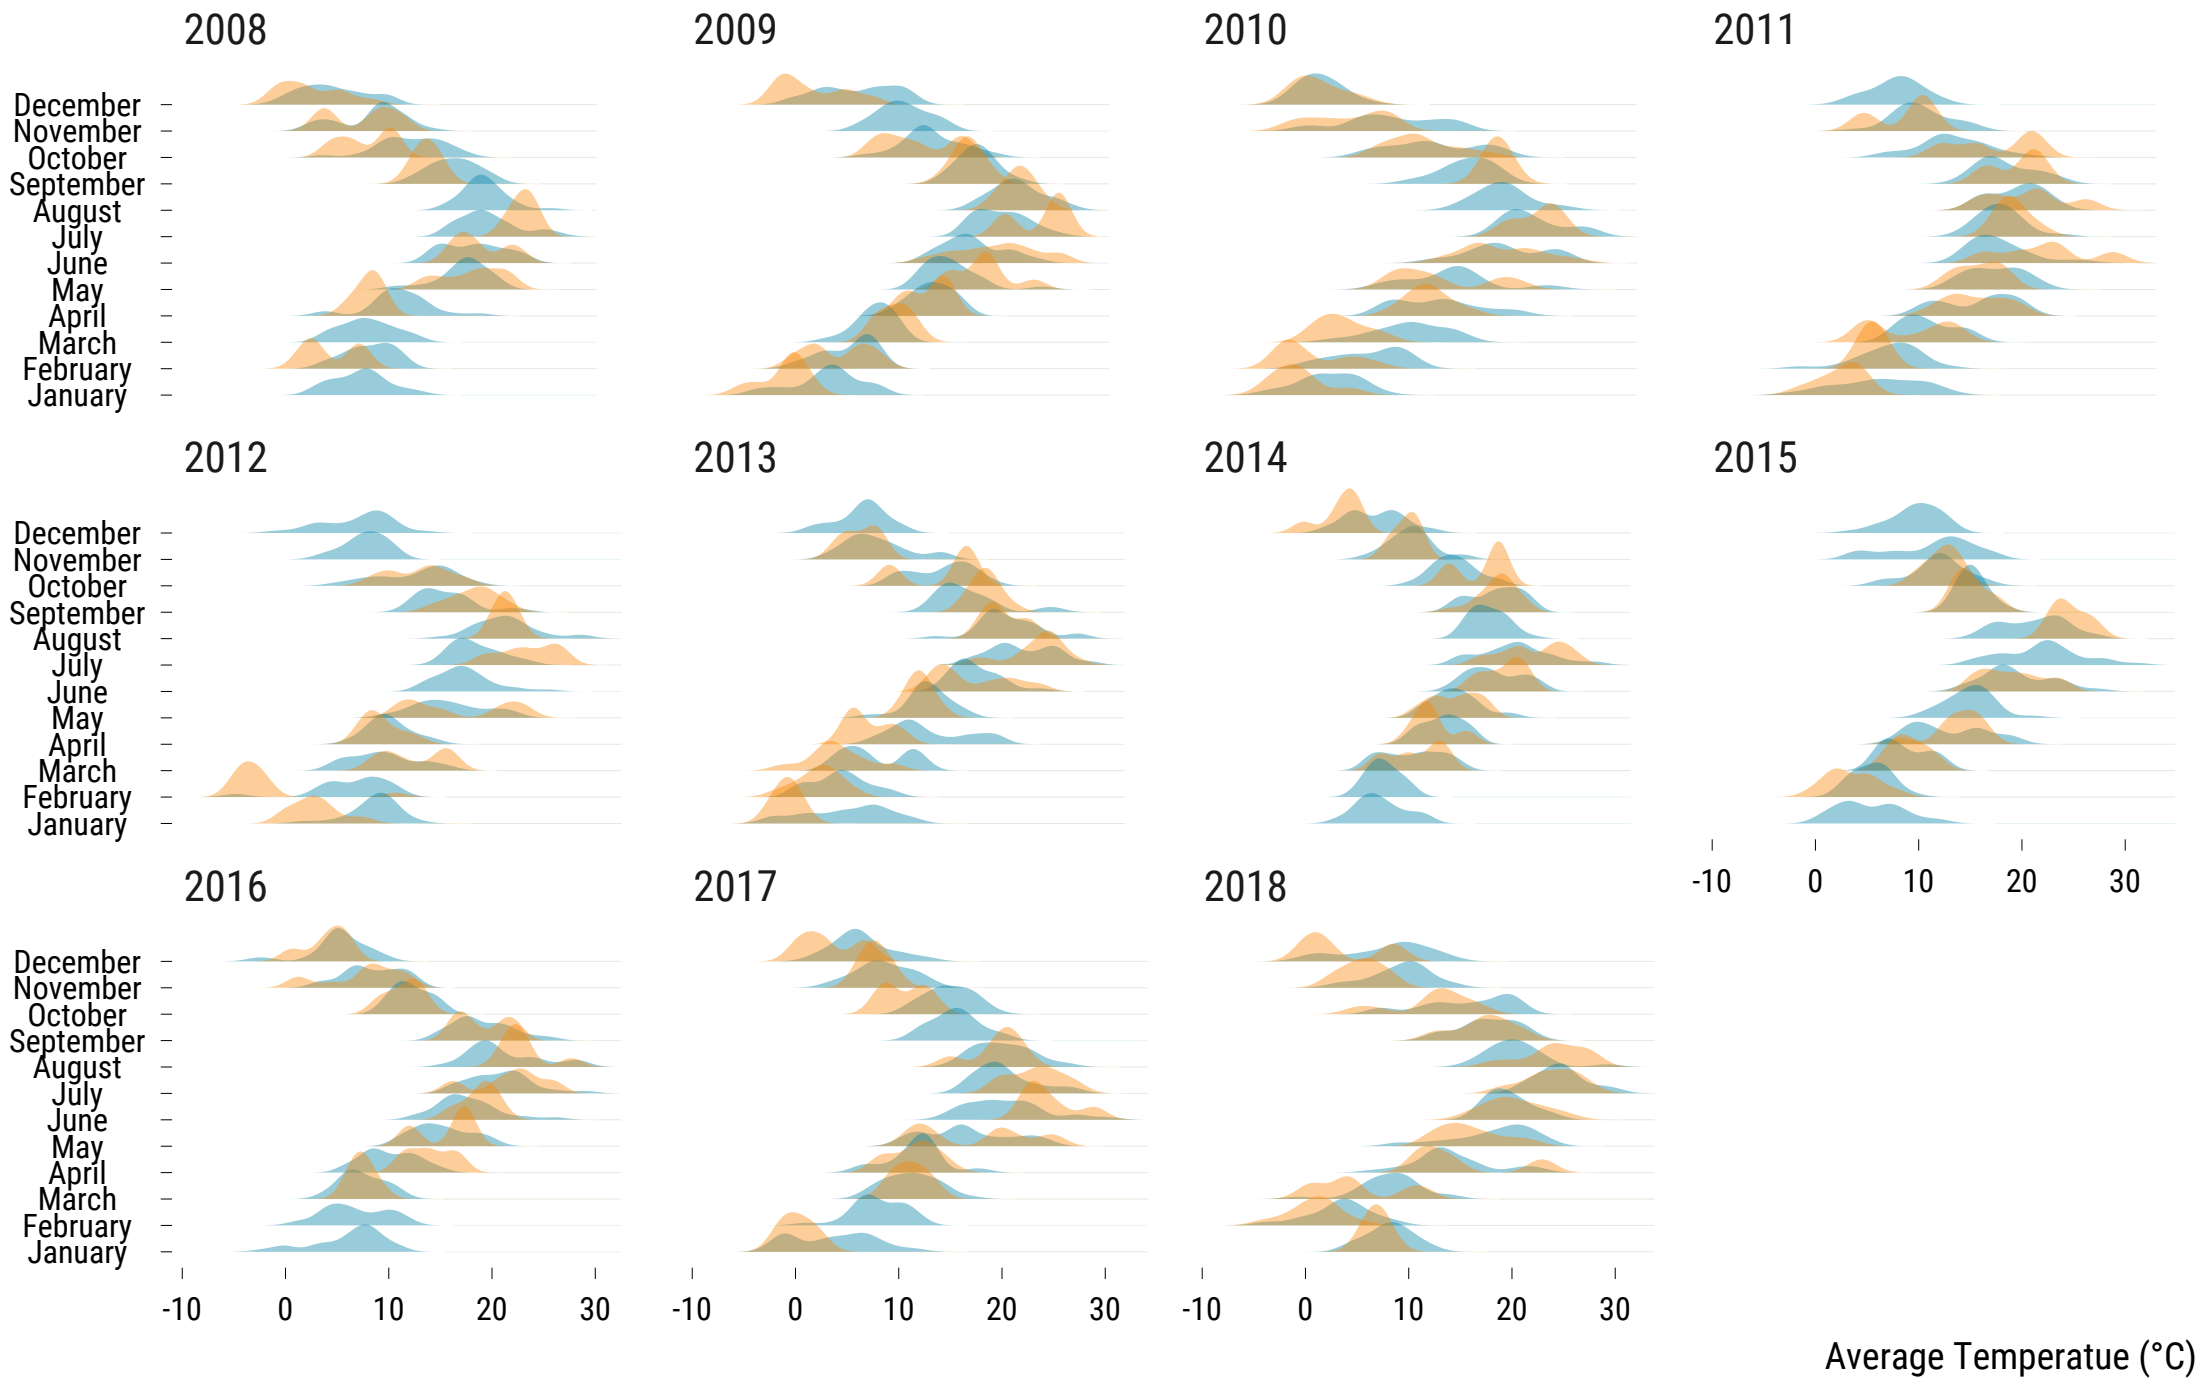 2008 2009 2010 2011
December
November
October
September
August
July
June
May
April
March
February
January
2012 2013 2014 2015
December
November
October
September
August
July
June
May
April
March
February
January
-10 0 10 20 30
2016 2017 2018
December
November
October
September
August
July
June
May
April
March
February
January
-10 0 10 20 30 -10 0 10 20 30 -10 0 10 20 30
Average Temperatue (°C)